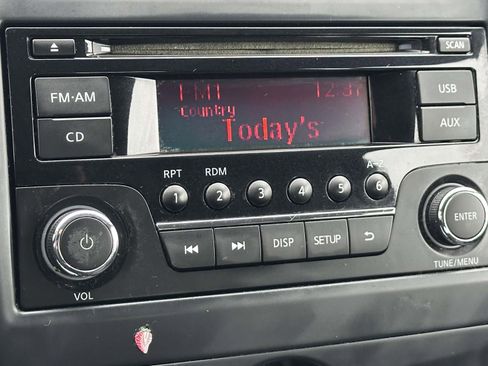 SCAN
FM1 12:37
Country
Today's
FM·AM
CD
USB
AUX
RPT RDM A-Z
1 2 3 4 5 6
DISP SETUP
ENTER
VOL
TUNE/MENU